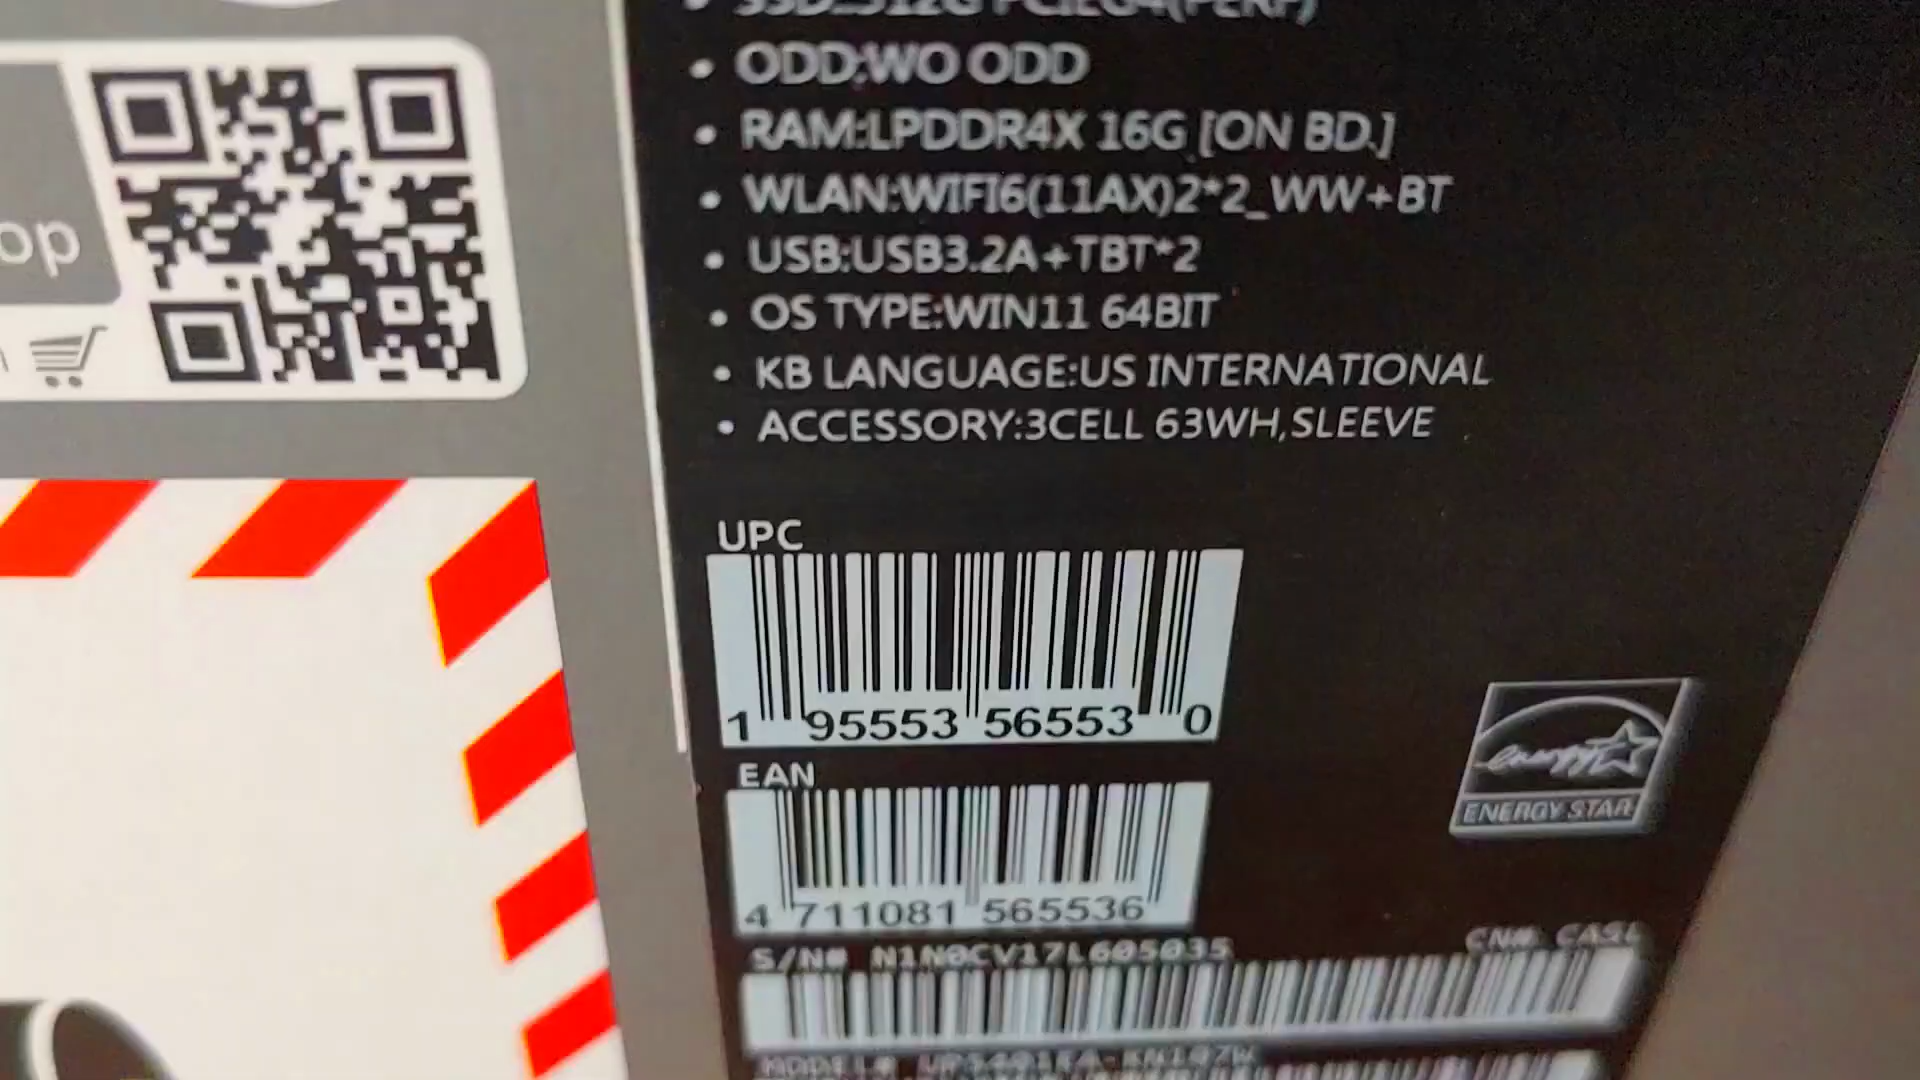 ODD:WO ODD
RAM:LPDDR4X 16G [ON BD.]
WLAN:WIFI6(11AX)2*2_WW+BT
USB:USB3.2A+TBT*2
OS TYPE:WIN11 64BIT
KB LANGUAGE:US INTERNATIONAL
ACCESSORY:3CELL 63WH,SLEEVE
op
UPC
1 95553 56553 0
EAN
4 711081 565536
energy
ENERGY STAR
S/N# N1N0CV17L605035